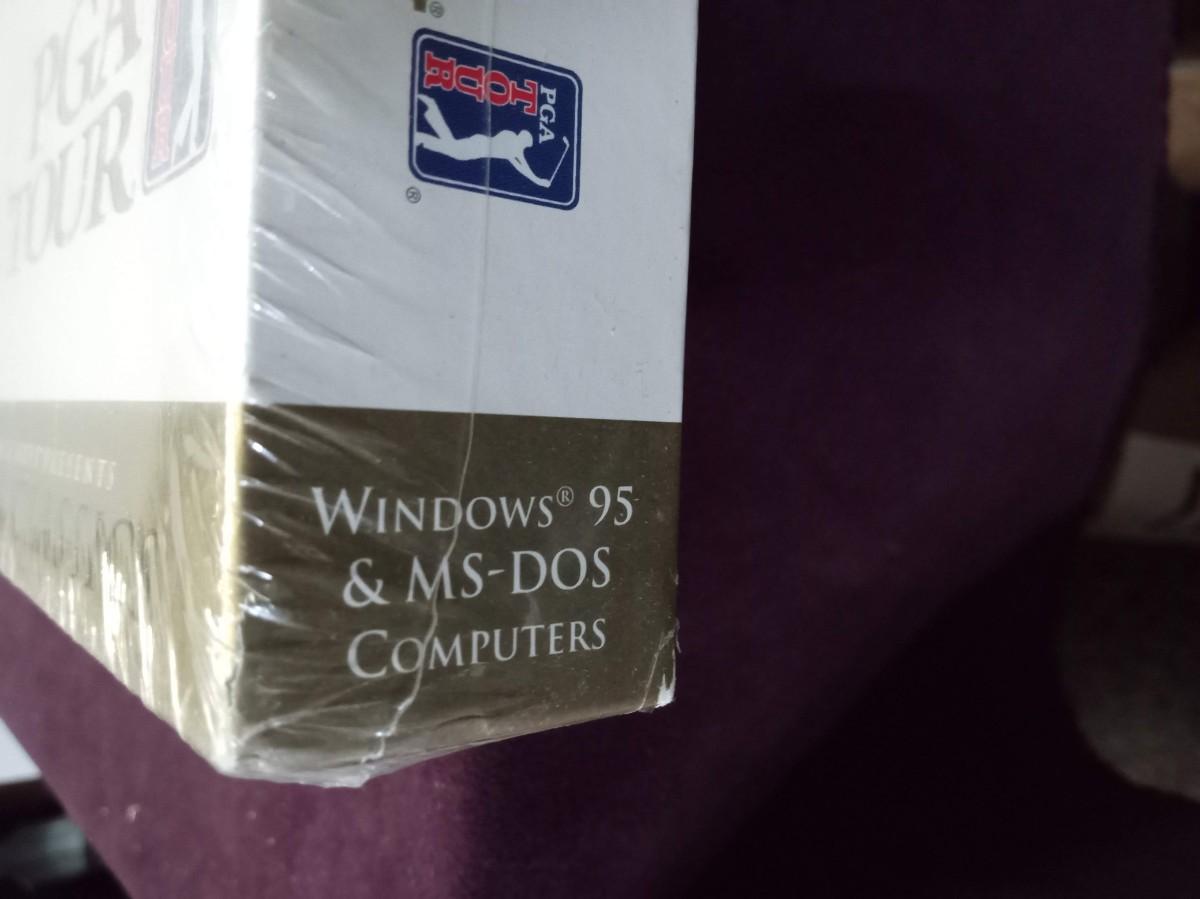 PGA
TOUR
®
PGA
TOUR
®
WINDOWS® 95
& MS-DOS
COMPUTERS